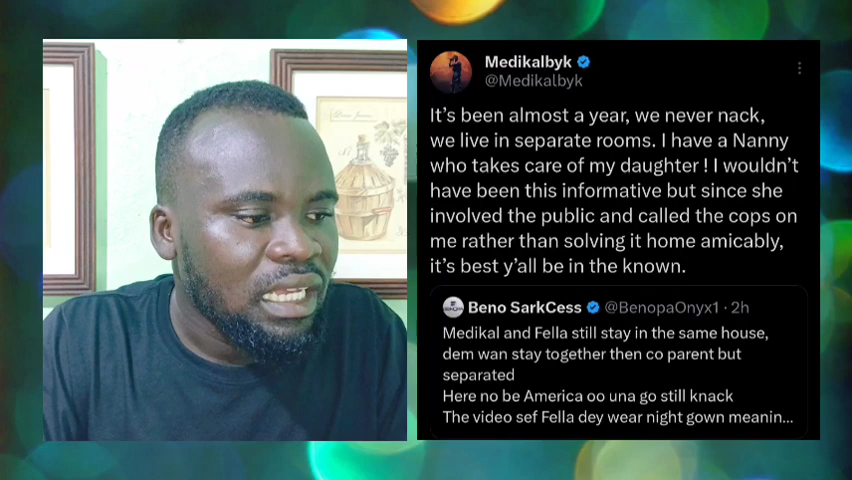 Medikalbyk
@Medikalbyk
It's been almost a year, we never nack,
we live in separate rooms. I have a Nanny
who takes care of my daughter ! I wouldn't
have been this informative but since she
involved the public and called the cops on
me rather than solving it home amicably,
it's best y'all be in the known.
Beno SarkCess @BenopaOnyx1 · 2h
Medikal and Fella still stay in the same house,
dem wan stay together then co parent but
separated
Here no be America oo una go still knack
The video sef Fella dey wear night gown meanin...